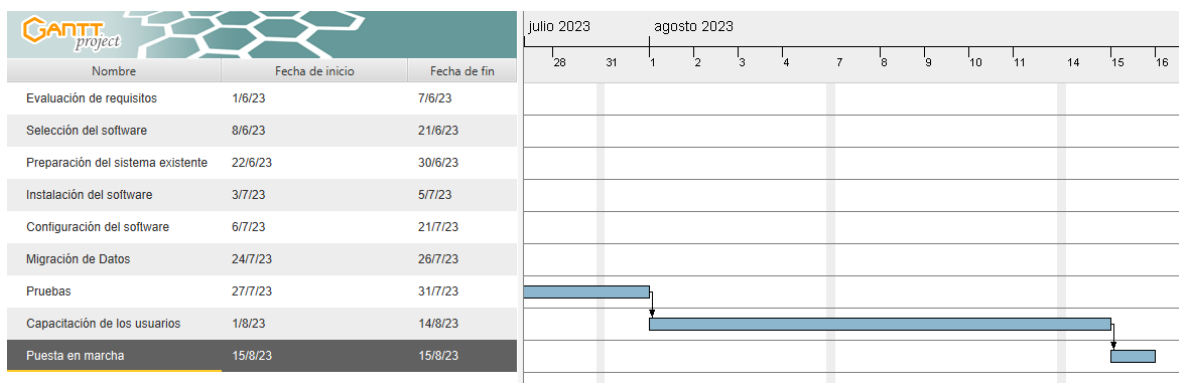 GANTT
project
julio 2023 agosto 2023
28 31 1 2 3 4 7 8 9 10 11 14 15 16
Nombre Fecha de inicio Fecha de fin
Evaluación de requisitos 1/6/23 7/6/23
Selección del software 8/6/23 21/6/23
Preparación del sistema existente 22/6/23 30/6/23
Instalación del software 3/7/23 5/7/23
Configuración del software 6/7/23 21/7/23
Migración de Datos 24/7/23 26/7/23
Pruebas 27/7/23 31/7/23
Capacitación de los usuarios 1/8/23 14/8/23
Puesta en marcha 15/8/23 15/8/23